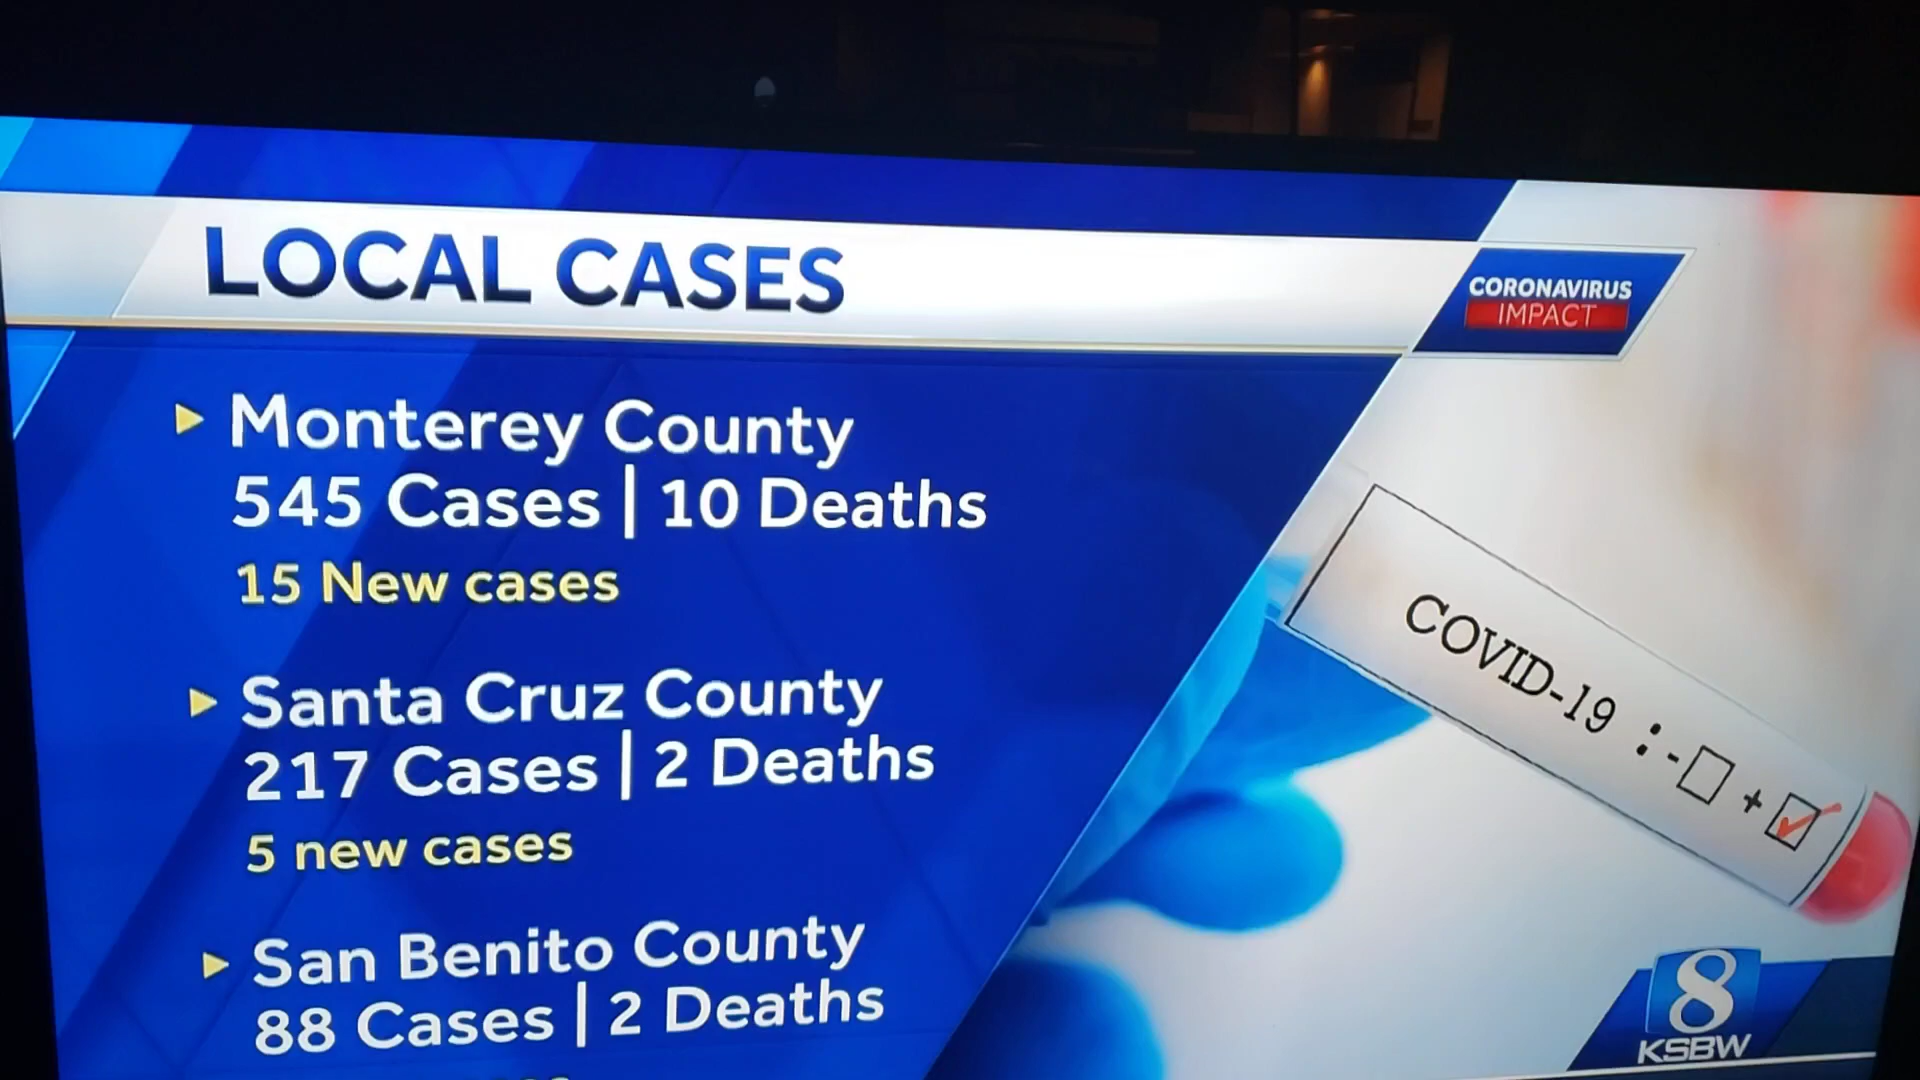 LOCAL CASES
CORONAVIRUS
IMPACT
Monterey County
545 Cases | 10 Deaths
15 New cases
Santa Cruz County
217 Cases | 2 Deaths
5 new cases
San Benito County
88 Cases | 2 Deaths
COVID-19 : - +
8
KSBW